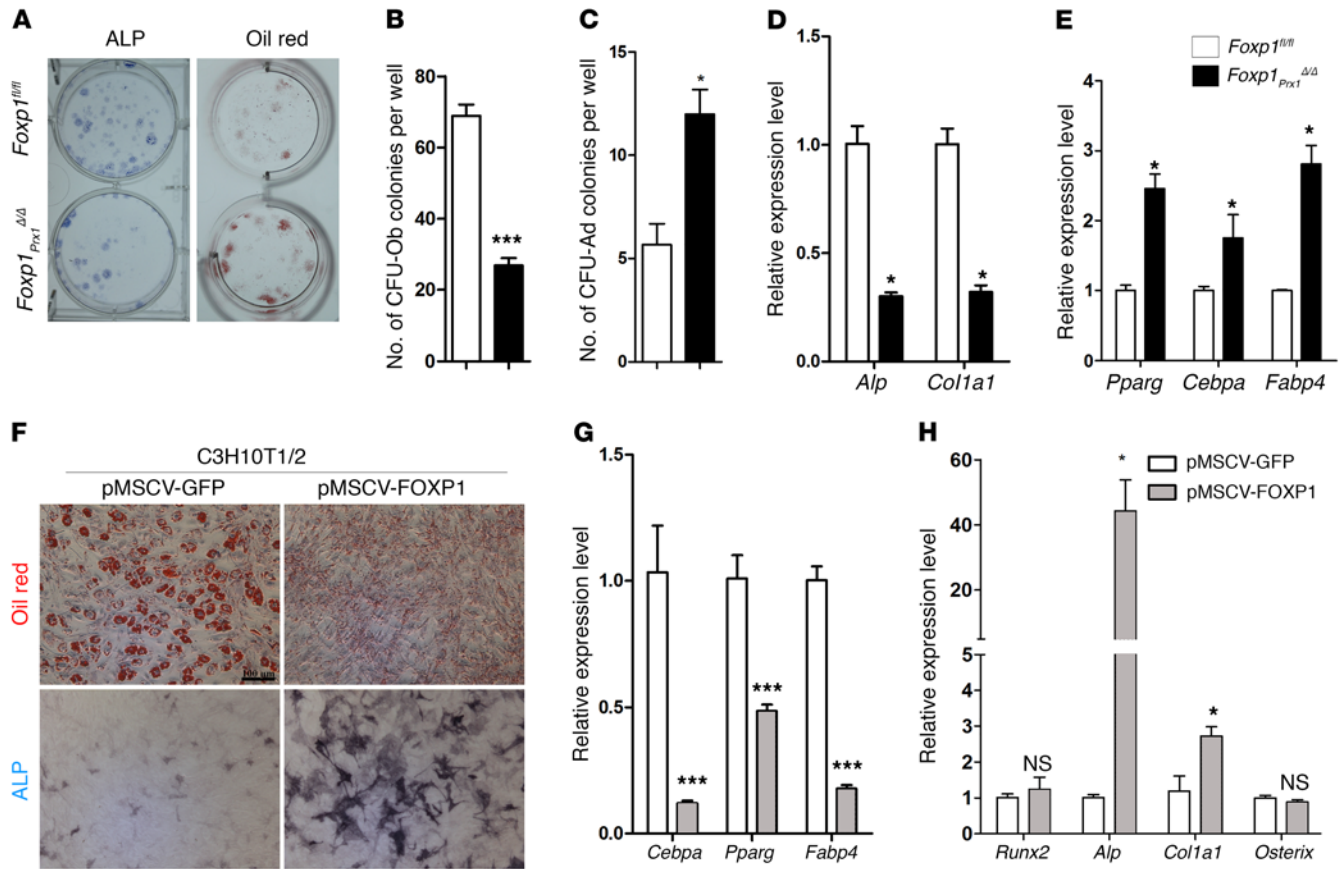 A
ALP
Oil red
Foxp1fl/fl
Foxp1Prx1Δ/Δ
B
No. of CFU-Ob colonies per well
80
60
40
20
0
***
C
No. of CFU-Ad colonies per well
15
10
5
0
*
D
Relative expression level
1.5
1.0
0.5
0.0
*
*
Alp
Col1a1
E
Foxp1fl/fl
Foxp1Prx1Δ/Δ
Relative expression level
4
3
2
1
0
*
*
*
Pparg
Cebpa
Fabp4
F
C3H10T1/2
pMSCV-GFP
pMSCV-FOXP1
Oil red
100 μm
ALP
G
Relative expression level
1.5
1.0
0.5
0.0
***
***
***
Cebpa
Pparg
Fabp4
H
pMSCV-GFP
pMSCV-FOXP1
Relative expression level
60
40
20
5
4
3
2
1
0
NS
*
*
NS
Runx2
Alp
Col1a1
Osterix